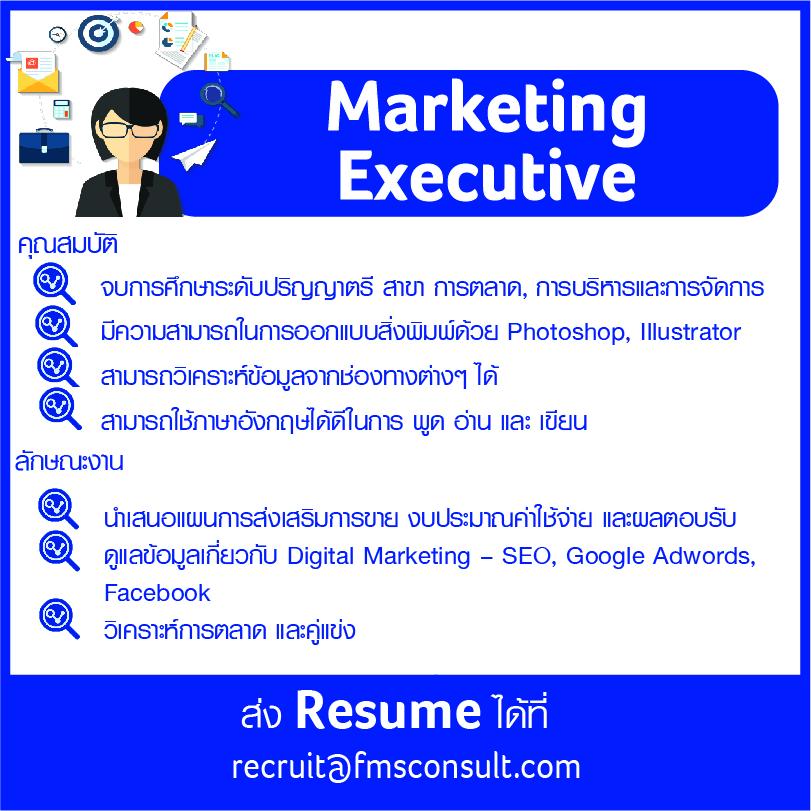 Marketing
Executive
คุณสมบัติ
จบการศึกษาระดับปริญญาตรี สาขา การตลาด, การบริหารและการจัดการ
มีความสามารถในการออกแบบสิ่งพิมพ์ด้วย Photoshop, Illustrator
สามารถวิเคราะห์ข้อมูลจากช่องทางต่างๆ ได้
สามารถใช้ภาษาอังกฤษได้ดีในการ พูด อ่าน และ เขียน
ลักษณะงาน
นำเสนอแผนการส่งเสริมการขาย งบประมาณค่าใช้จ่าย และผลตอบรับ
ดูแลข้อมูลเกี่ยวกับ Digital Marketing – SEO, Google Adwords,
Facebook
วิเคราะห์การตลาด และคู่แข่ง
ส่ง Resume ได้ที่
recruit@fmsconsult.com